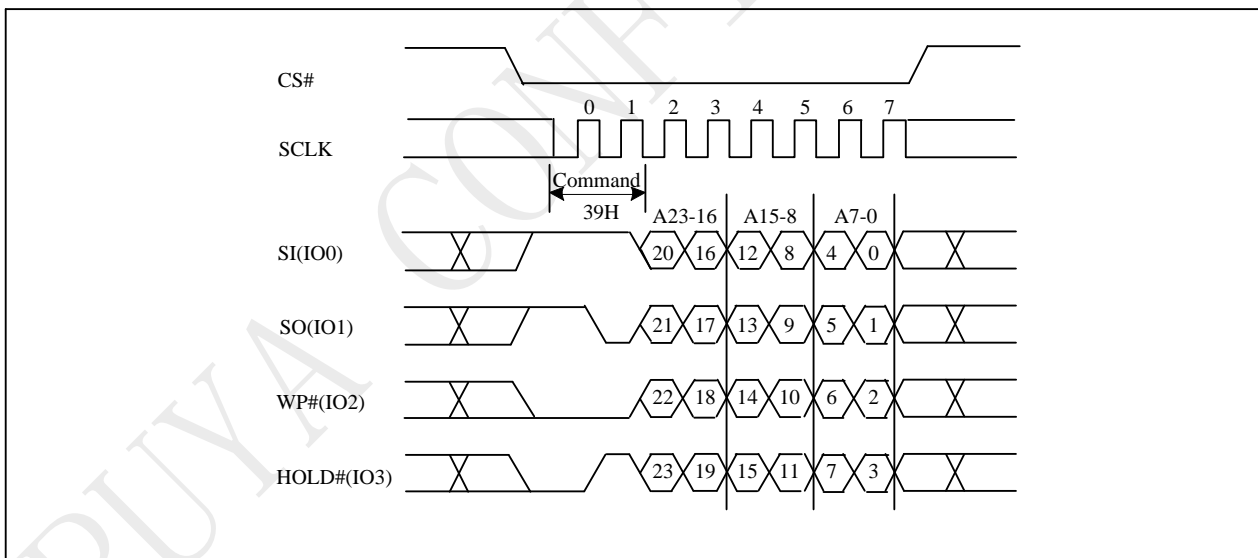 PUYA CONF
CS#
0 1 2 3 4 5 6 7
SCLK
Command
39H
A23-16 A15-8 A7-0
SI(IO0) 20 16 12 8 4 0
SO(IO1) 21 17 13 9 5 1
WP#(IO2) 22 18 14 10 6 2
HOLD#(IO3) 23 19 15 11 7 3